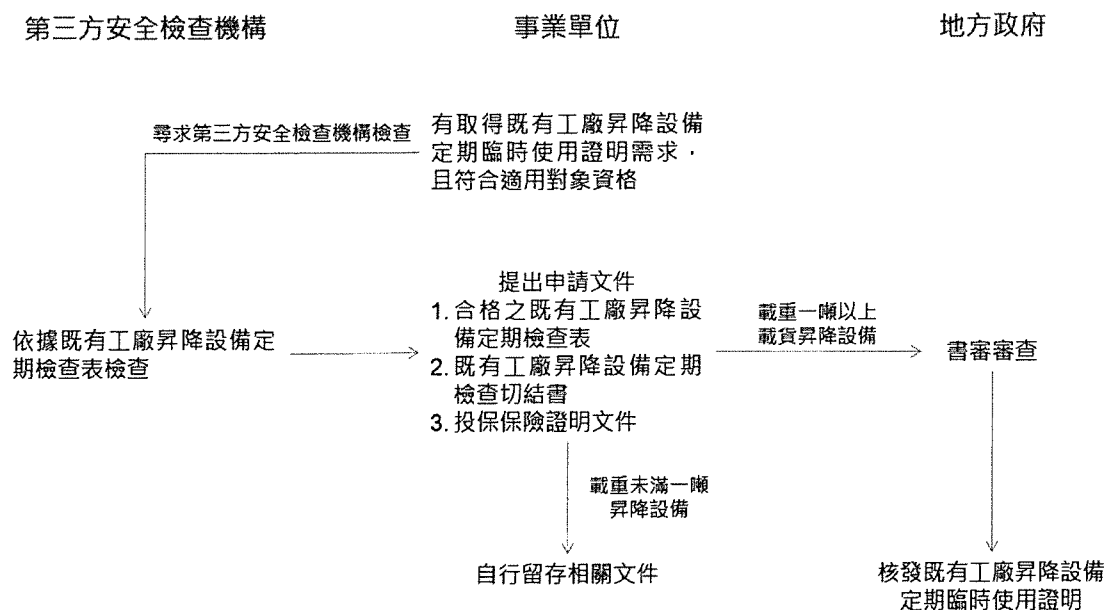 第三方安全檢查機構
事業單位
地方政府
尋求第三方安全檢查機構檢查
有取得既有工廠昇降設備
定期臨時使用證明需求，
且符合適用對象資格
依據既有工廠昇降設備定
期檢查表檢查
提出申請文件
1. 合格之既有工廠昇降設
備定期檢查表
2. 既有工廠昇降設備定期
檢查切結書
3. 投保保險證明文件
載重一噸以上
載貨昇降設備
書審審查
載重未滿一噸
昇降設備
自行留存相關文件
核發既有工廠昇降設備
定期臨時使用證明